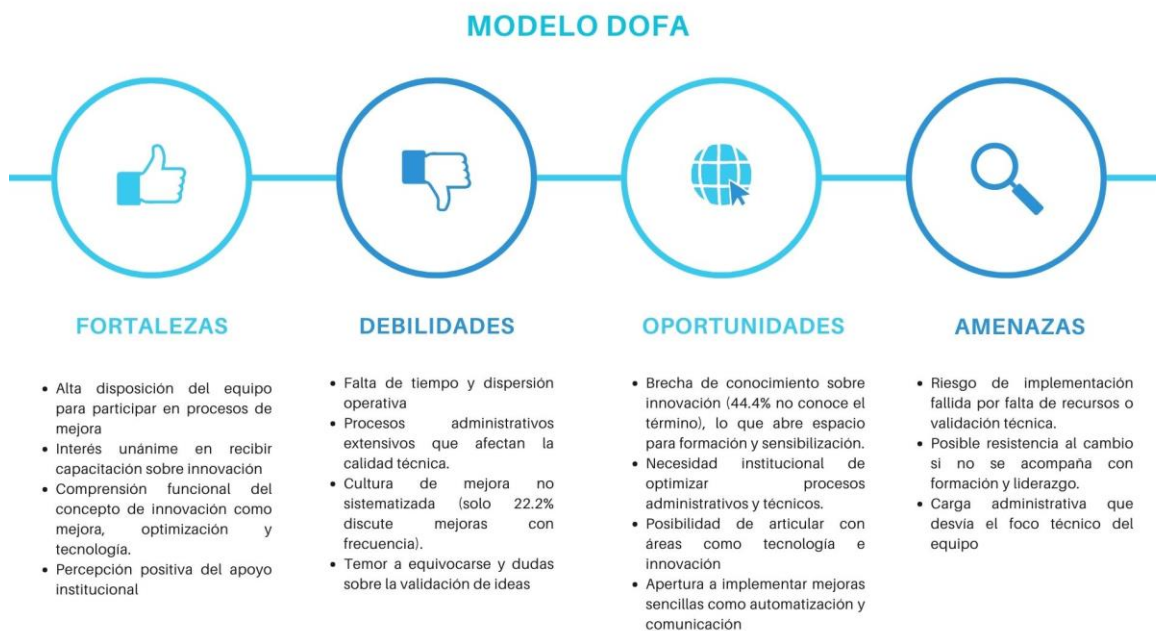 MODELO DOFA
FORTALEZAS
• Alta disposición del equipo
para participar en procesos de
mejora
• Interés unánime en recibir
capacitación sobre innovación
• Comprensión funcional del
concepto de innovación como
mejora, optimización y
tecnología.
• Percepción positiva del apoyo
institucional
DEBILIDADES
• Falta de tiempo y dispersión
operativa
• Procesos administrativos
extensivos que afectan la
calidad técnica.
• Cultura de mejora no
sistematizada (solo 22.2%
discute mejoras con
frecuencia).
• Temor a equivocarse y dudas
sobre la validación de ideas
OPORTUNIDADES
• Brecha de conocimiento sobre
innovación (44.4% no conoce el
término), lo que abre espacio
para formación y sensibilización.
• Necesidad institucional de
optimizar procesos
administrativos y técnicos.
• Posibilidad de articular con
áreas como tecnología e
innovación
• Apertura a implementar mejoras
sencillas como automatización y
comunicación
AMENAZAS
• Riesgo de implementación
fallida por falta de recursos o
validación técnica.
• Posible resistencia al cambio
si no se acompaña con
formación y liderazgo.
• Carga administrativa que
desvía el foco técnico del
equipo